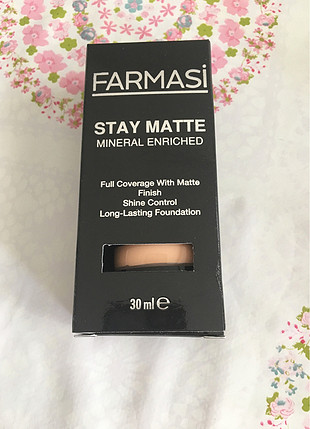 FARMASİ
STAY MATTE
MINERAL ENRICHED
Full Coverage With Matte
Finish
Shine Control
Long-Lasting Foundation
30 ml ℮